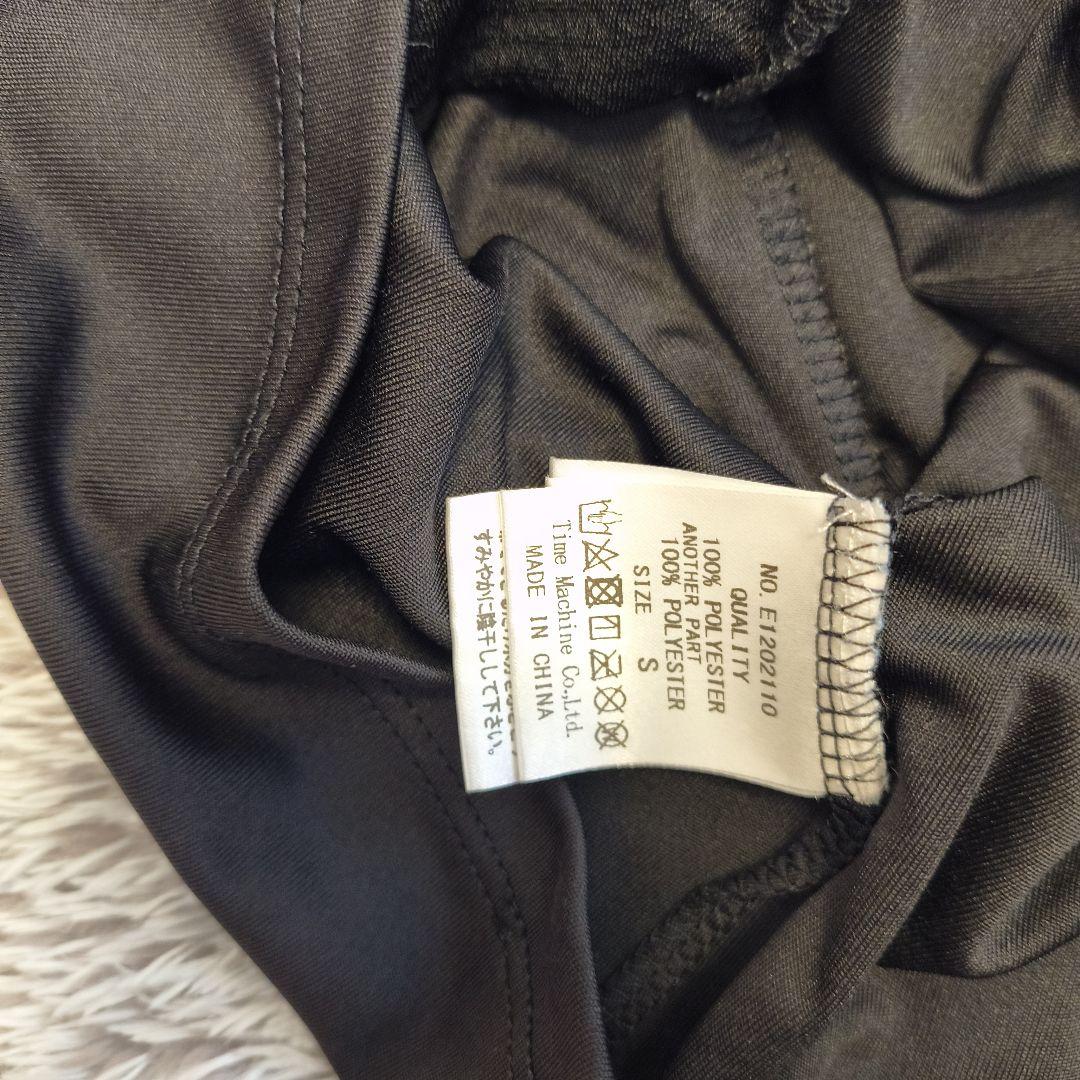 NO. E1202110
QUALITY
100% POLYESTER
ANOTHER PART
100% POLYESTER
SIZE S
Time Machine Co.,Ltd.
MADE IN CHINA
すみやかに陰干しして下さい。